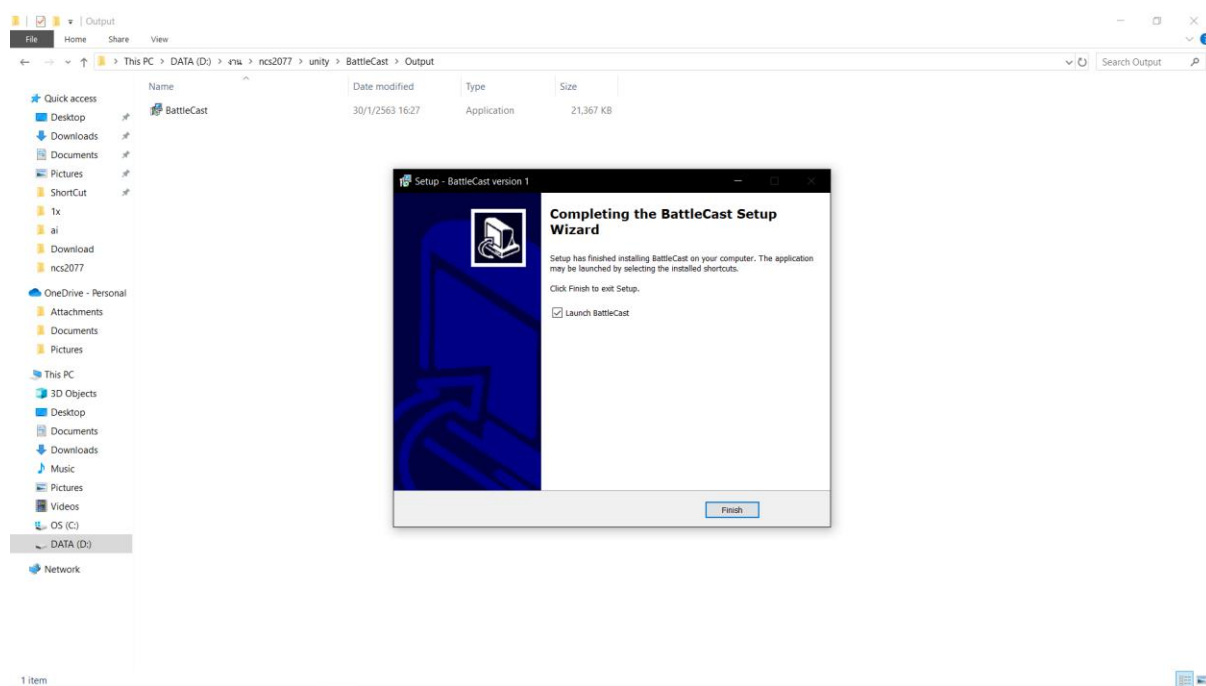 Output
File Home Share View
This PC > DATA (D:) > งาน > ncs2077 > unity > BattleCast > Output
Search Output
Name Date modified Type Size
BattleCast 30/1/2563 16:27 Application 21,367 KB
Quick access
Desktop
Downloads
Documents
Pictures
ShortCut
1x
ai
Download
ncs2077
OneDrive - Personal
Attachments
Documents
Pictures
This PC
3D Objects
Desktop
Documents
Downloads
Music
Pictures
Videos
OS (C:)
DATA (D:)
Network
1 item
Setup - BattleCast version 1
Completing the BattleCast Setup
Wizard
Setup has finished installing BattleCast on your computer. The application
may be launched by selecting the installed shortcuts.
Click Finish to exit Setup.
Launch BattleCast
Finish